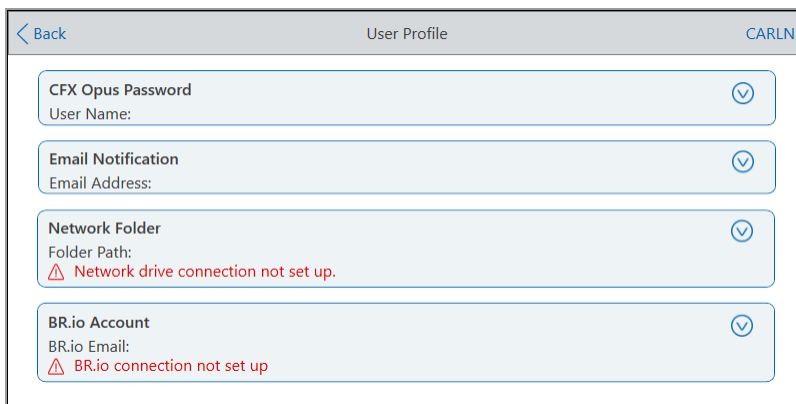 Back
User Profile
CARLN
CFX Opus Password
User Name:
Email Notification
Email Address:
Network Folder
Folder Path:
Network drive connection not set up.
BR.io Account
BR.io Email:
BR.io connection not set up